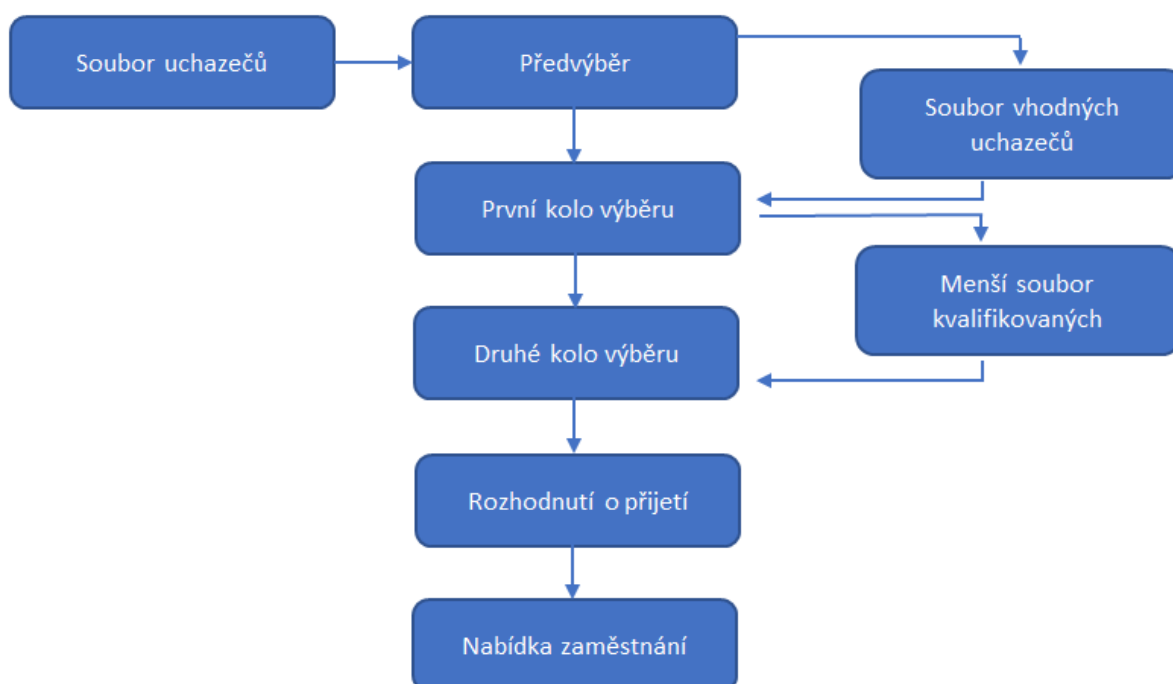 Soubor uchazečů
Předvýběr
Soubor vhodných
uchazečů
První kolo výběru
Menší soubor
kvalifikovaných
Druhé kolo výběru
Rozhodnutí o přijetí
Nabídka zaměstnání